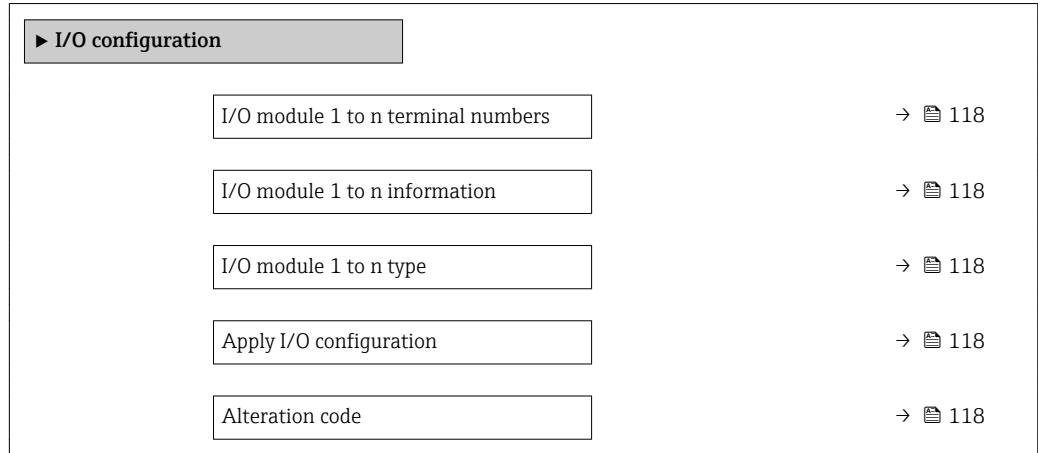 ▶ I/O configuration
I/O module 1 to n terminal numbers → 118
I/O module 1 to n information → 118
I/O module 1 to n type → 118
Apply I/O configuration → 118
Alteration code → 118